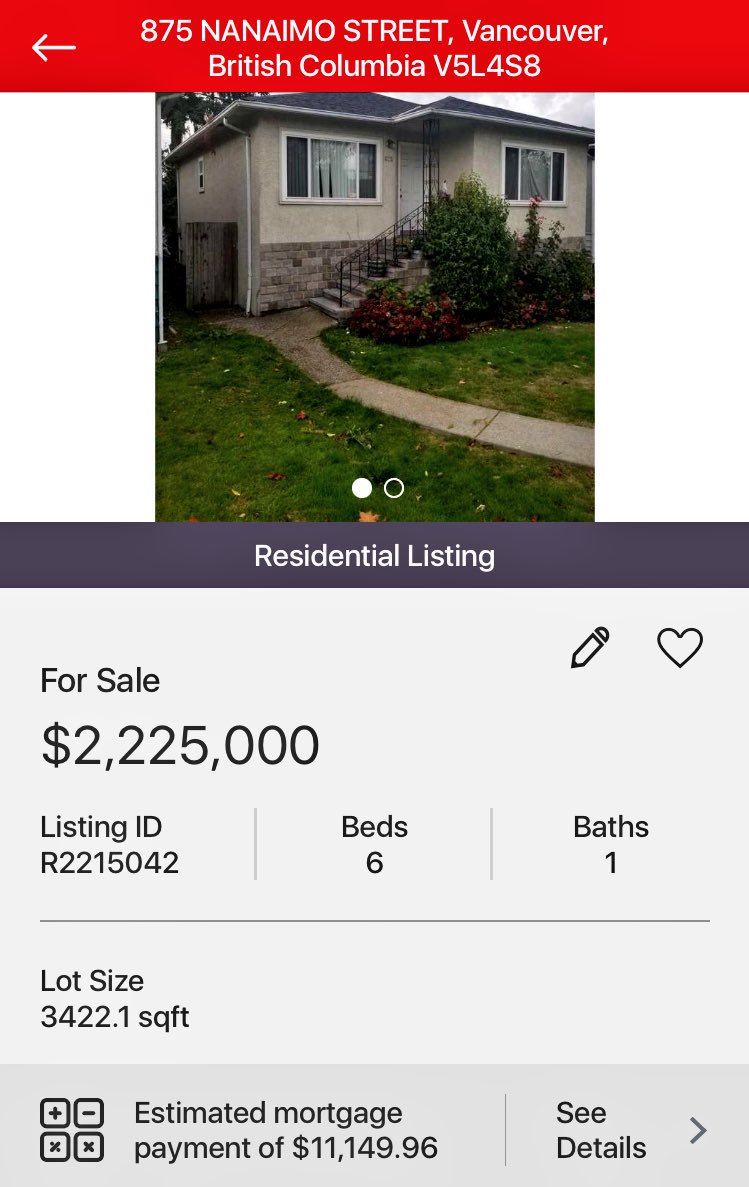 875 NANAIMO STREET, Vancouver,
British Columbia V5L4S8
Residential Listing
For Sale
$2,225,000
Listing ID
R2215042
Beds
6
Baths
1
Lot Size
3422.1 sqft
Estimated mortgage
payment of $11,149.96
See
Details